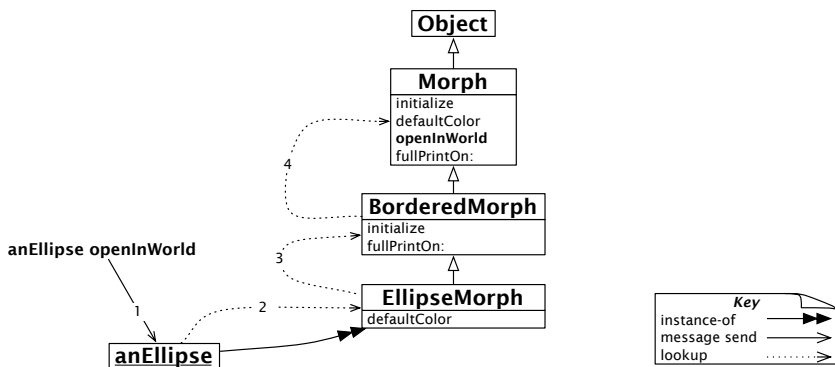 Object
Morph
initialize
defaultColor
openInWorld
fullPrintOn:
4
BorderedMorph
initialize
fullPrintOn:
anEllipse openInWorld
3
1
2
EllipseMorph
defaultColor
anEllipse
Key
instance-of
message send
lookup